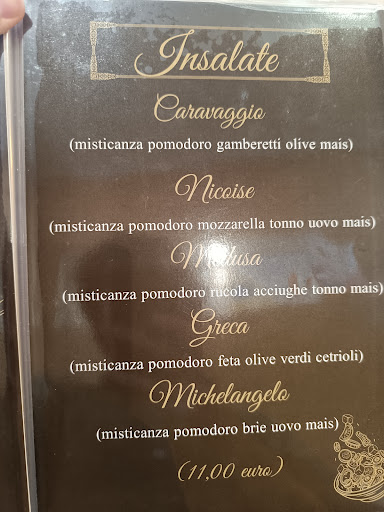 Insalate
Caravaggio
(misticanza pomodoro gamberetti olive mais)
Nicoise
(misticanza pomodoro mozzarella tonno uovo mais)
Medusa
(misticanza pomodoro rucola acciughe tonno mais)
Greca
(misticanza pomodoro feta olive verdi cetrioli)
Michelangelo
(misticanza pomodoro brie uovo mais)
(11,00 euro)